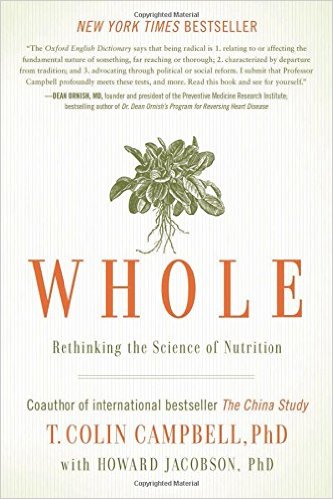 NEW YORK TIMES BESTSELLER
"The Oxford English Dictionary says that being radical is 1. relating to or affecting the
fundamental nature of something, far reaching or thorough; 2. characterized by departure
from tradition; and 3. advocating through political or social reform. I submit that Professor
Campbell profoundly meets these tests, and more. Read this book and see for yourself."
—DEAN ORNISH, MD, founder and president of the Preventive Medicine Research Institute,
bestselling author of Dr. Dean Ornish's Program for Reversing Heart Disease
WHOLE
Rethinking the Science of Nutrition
Coauthor of international bestseller The China Study
T. COLIN CAMPBELL, PhD
with HOWARD JACOBSON, PhD
Copyrighted Material
Copyrighted Material